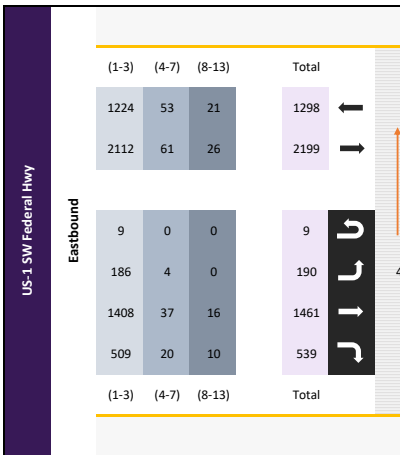 US-1 SW Federal Hwy
Eastbound
(1-3) (4-7) (8-13) Total
1224 53 21 1298
2112 61 26 2199
9 0 0 9
186 4 0 190
4
1408 37 16 1461
509 20 10 539
(1-3) (4-7) (8-13) Total